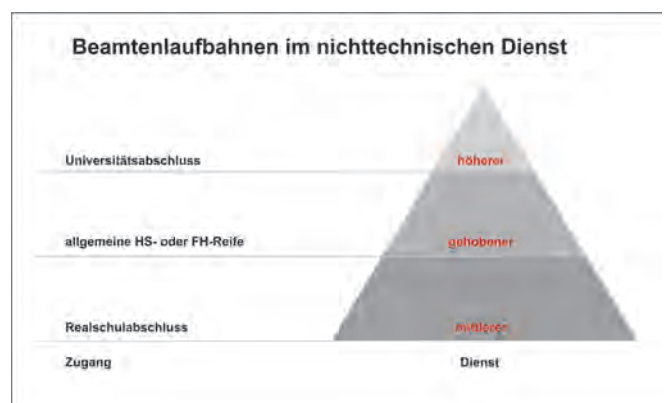 Beamtenlaufbahnen im nichttechnischen Dienst
Universitätsabschluss höherer
allgemeine HS- oder FH-Reife gehobener
Realschulabschluss mittlerer
Zugang Dienst